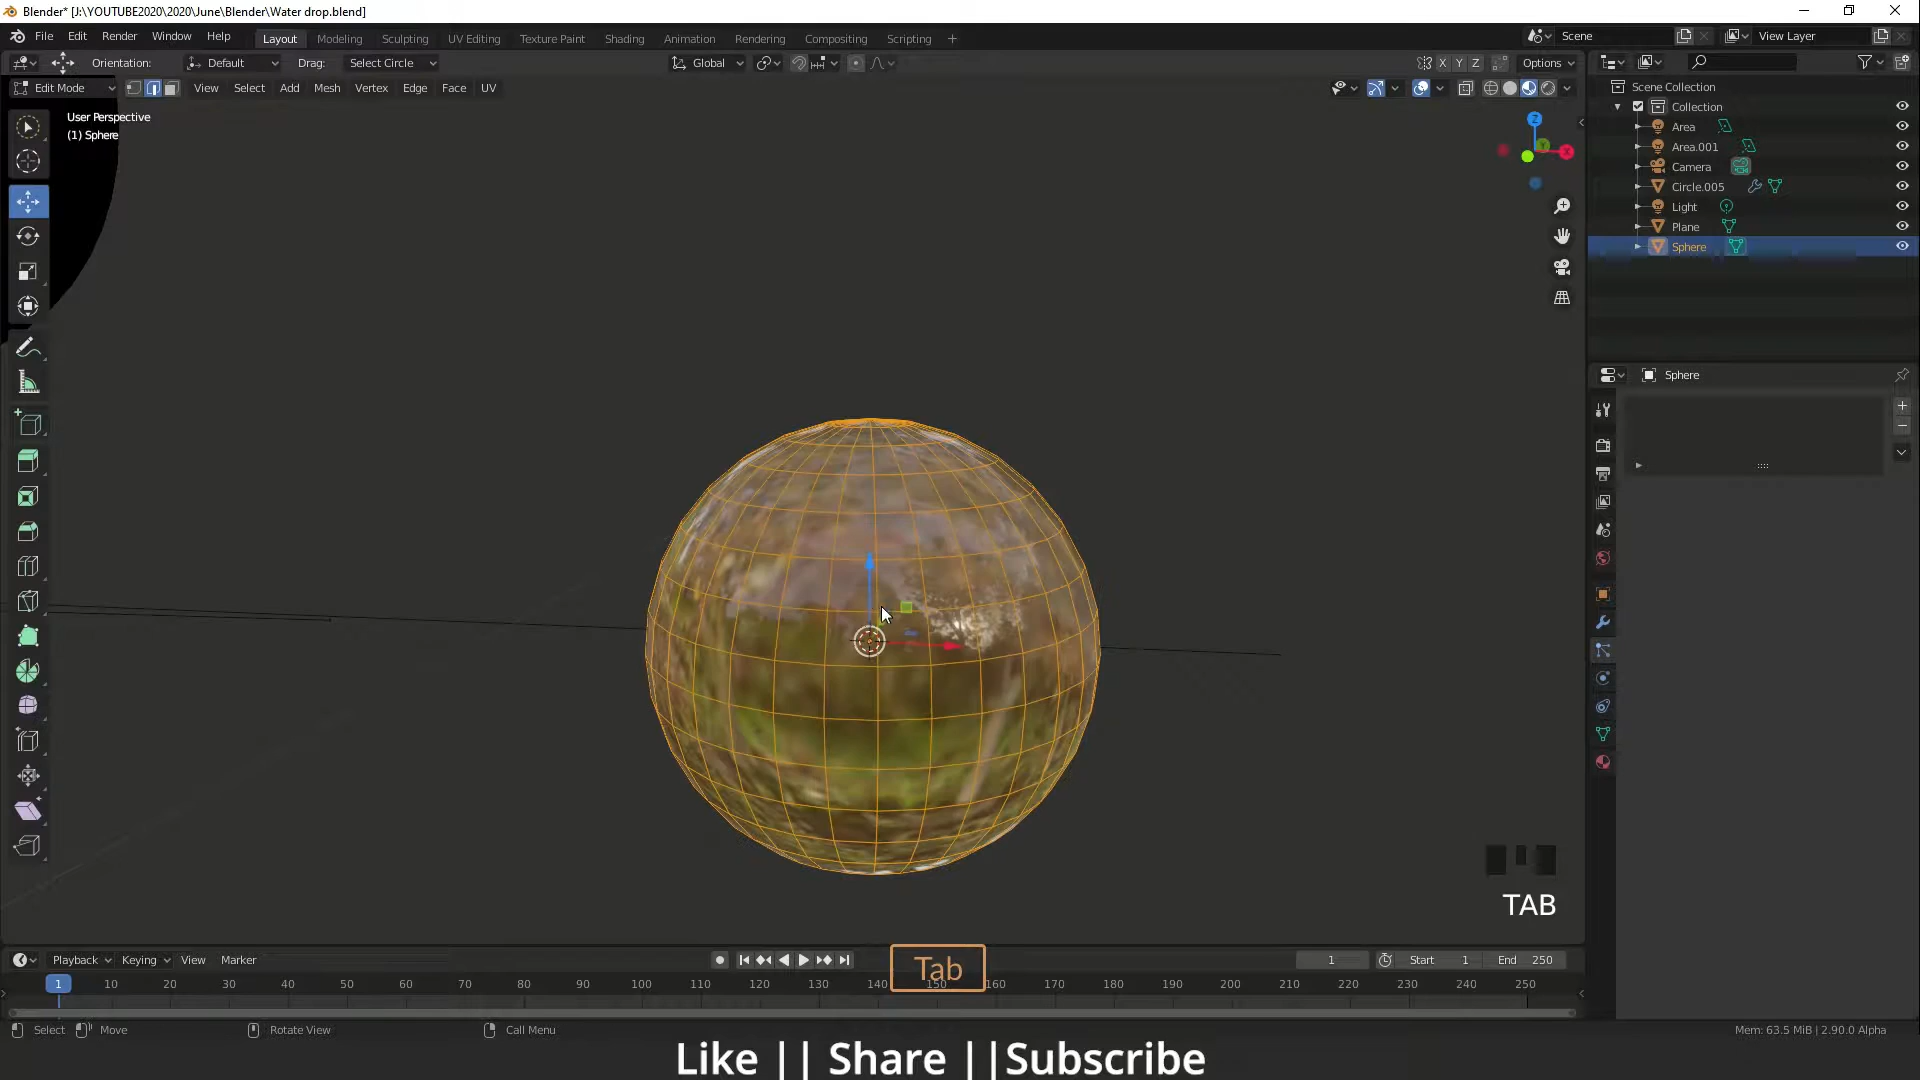 Blender* [J:\YOUTUBE2020\2020\June\Blender\Water drop.blend]
File Edit Render Window Help Layout Modeling Sculpting UV Editing Texture Paint Shading Animation Rendering Compositing Scripting + Scene View Layer
Orientation: Default Drag: Select Circle Global X Y Z Options
Edit Mode View Select Add Mesh Vertex Edge Face UV
User Perspective
(1) Sphere
Z
Y
X
Scene Collection
Collection
Area
Area.001
Camera
Circle.005
Light
Plane
Sphere
Sphere
TAB
Tab
Playback Keying View Marker 1 Start 1 End 250
1 10 20 30 40 50 60 70 80 90 100 110 120 130 140 150 160 170 180 190 200 210 220 230 240 250
Select Move Rotate View Call Menu Mem: 63.5 MiB | 2.90.0 Alpha
Like || Share ||Subscribe